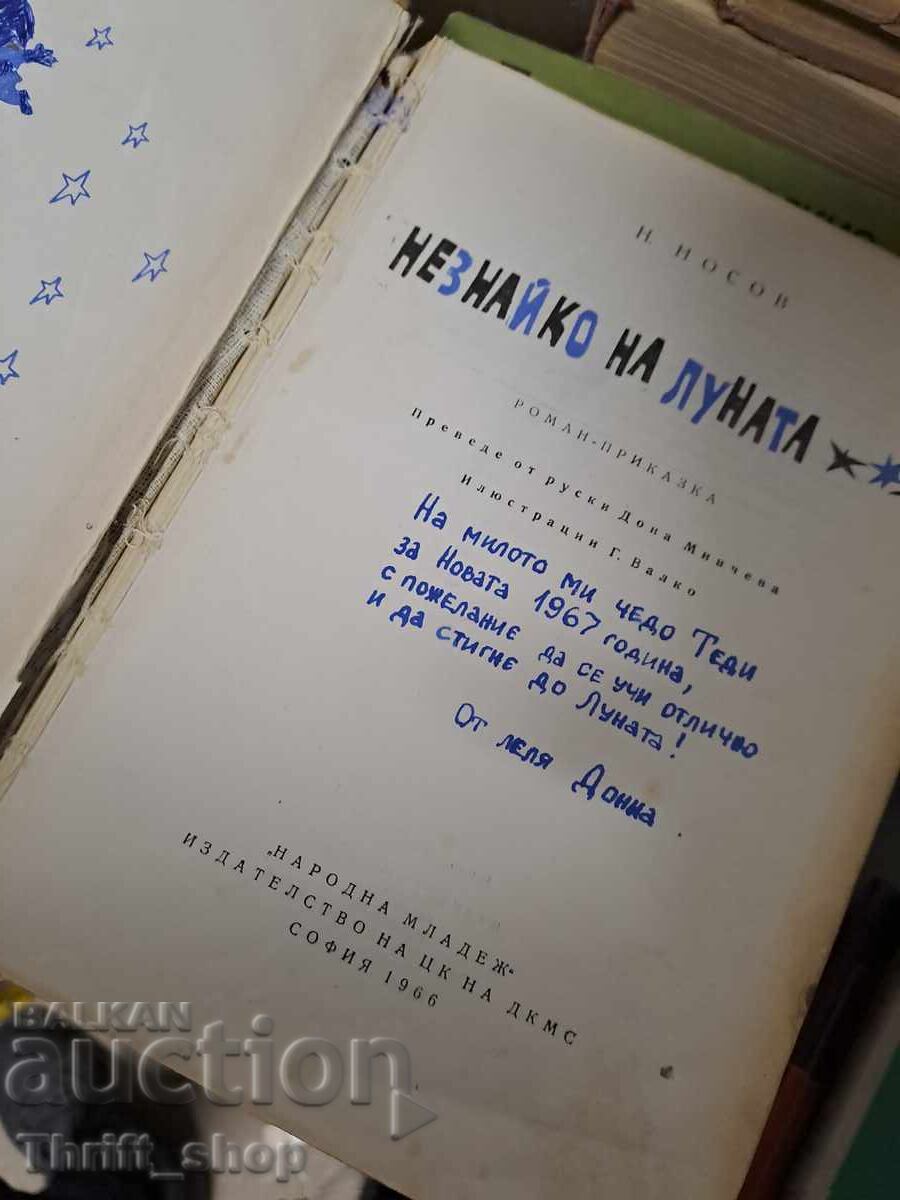 Н. НОСОВ
НЕЗНАЙКО НА ЛУНАТА
РОМАН-ПРИКАЗКА
Преведе от руски Дона Минчева
Илюстрации Г. Валко
На милото ми чедо Теди
за Новата 1967 година,
с пожелание да се учи отлично
и да стигне до Луната!
От леля Донка
„НАРОДНА МЛАДЕЖ“
ИЗДАТЕЛСТВО НА ЦК НА ДКМС
СОФИЯ 1966
BALKAN
auction
Thrift_shop